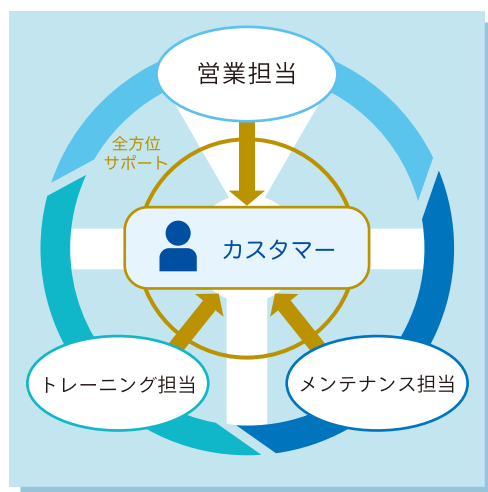 営業担当
全方位
サポート
カスタマー
トレーニング担当
メンテナンス担当